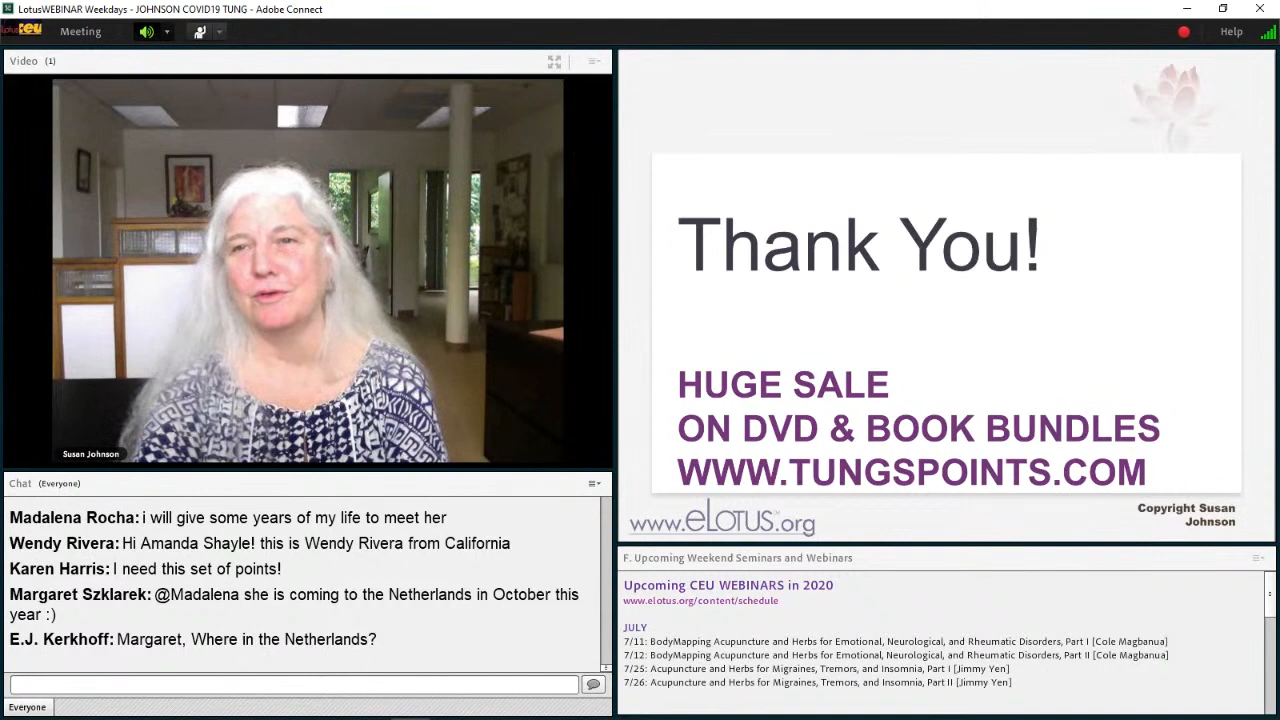 LotusWEBINAR Weekdays - JOHNSON COVID19 TUNG - Adobe Connect
Meeting
Help
Video (1)
Susan Johnson
Thank You!
HUGE SALE
ON DVD & BOOK BUNDLES
WWW.TUNGSPOINTS.COM
www.eLOTUS.org
Copyright Susan
Johnson
Chat (Everyone)
Madalena Rocha: i will give some years of my life to meet her
Wendy Rivera: Hi Amanda Shayle! this is Wendy Rivera from California
Karen Harris: I need this set of points!
Margaret Szklarek: @Madalena she is coming to the Netherlands in October this
year :)
E.J. Kerkhoff: Margaret, Where in the Netherlands?
Everyone
F. Upcoming Weekend Seminars and Webinars
Upcoming CEU WEBINARS in 2020
www.elotus.org/content/schedule
JULY
7/11: BodyMapping Acupuncture and Herbs for Emotional, Neurological, and Rheumatic Disorders, Part I [Cole Magbanua]
7/12: BodyMapping Acupuncture and Herbs for Emotional, Neurological, and Rheumatic Disorders, Part II [Cole Magbanua]
7/25: Acupuncture and Herbs for Migraines, Tremors, and Insomnia, Part I [Jimmy Yen]
7/26: Acupuncture and Herbs for Migraines, Tremors, and Insomnia, Part II [Jimmy Yen]